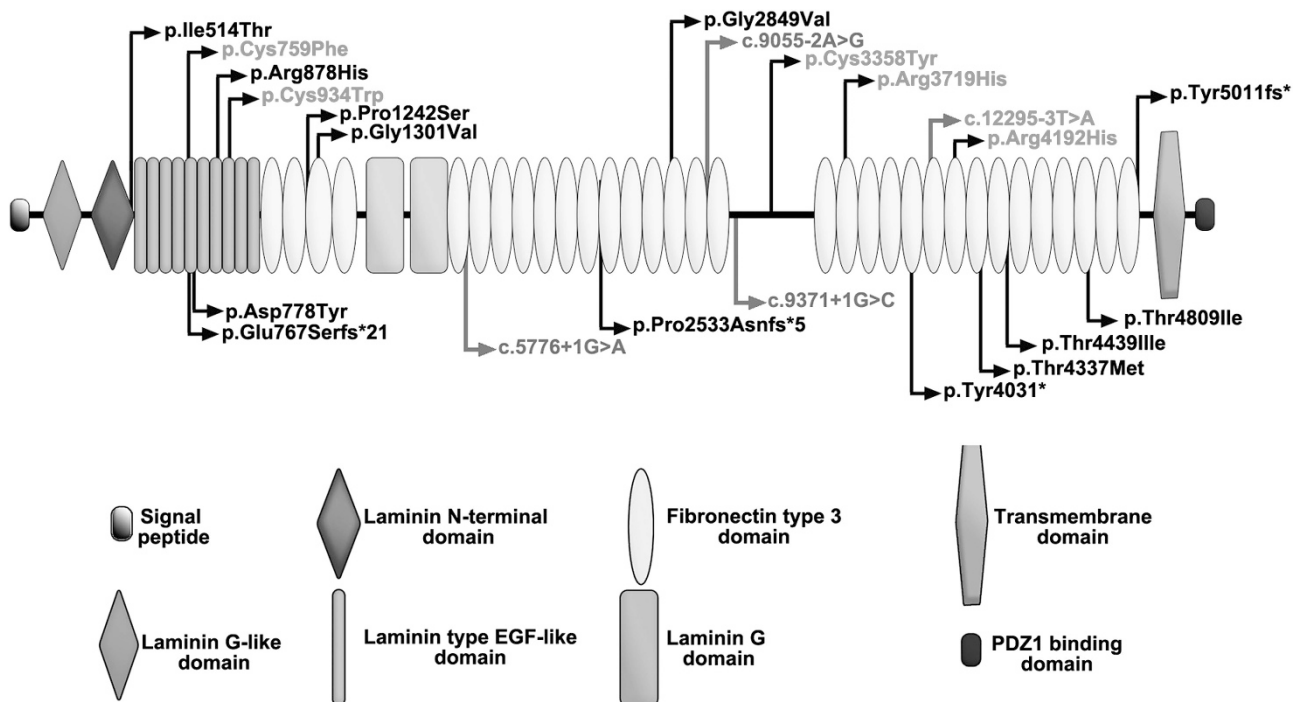 p.Ile514Thr
p.Cys759Phe
p.Arg878His
p.Cys934Trp
p.Pro1242Ser
p.Gly1301Val
p.Gly2849Val
c.9055-2A>G
p.Cys3358Tyr
p.Arg3719His
c.12295-3T>A
p.Arg4192His
p.Tyr5011fs*
p.Asp778Tyr
p.Glu767Serfs*21
c.5776+1G>A
p.Pro2533Asnfs*5
c.9371+1G>C
p.Thr4809Ile
p.Thr4439IIe
p.Thr4337Met
p.Tyr4031*
Signal
peptide
Laminin N-terminal
domain
Fibronectin type 3
domain
Transmembrane
domain
Laminin G-like
domain
Laminin type EGF-like
domain
Laminin G
domain
PDZ1 binding
domain